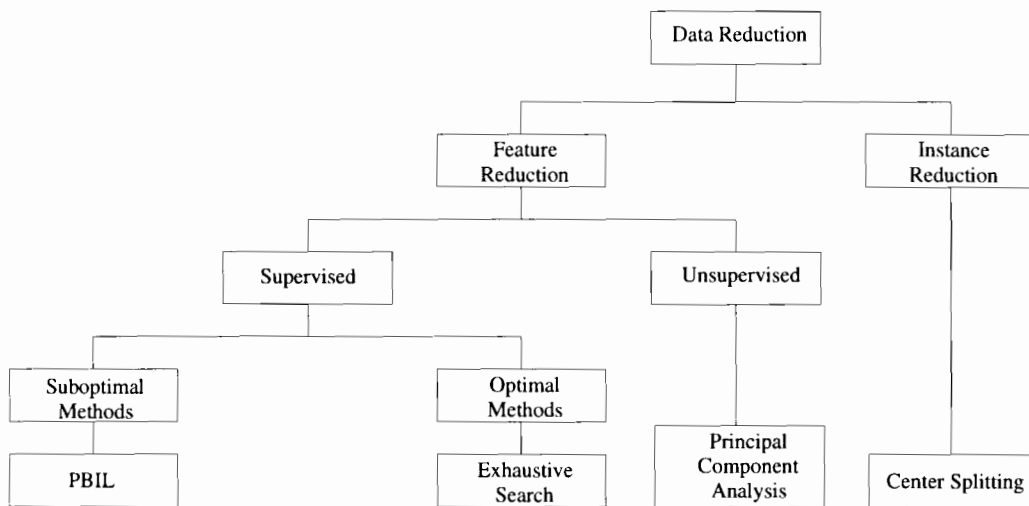 Data Reduction
Feature
Reduction
Instance
Reduction
Supervised
Unsupervised
Suboptimal
Methods
Optimal
Methods
PBIL
Exhaustive
Search
Principal
Component
Analysis
Center Splitting